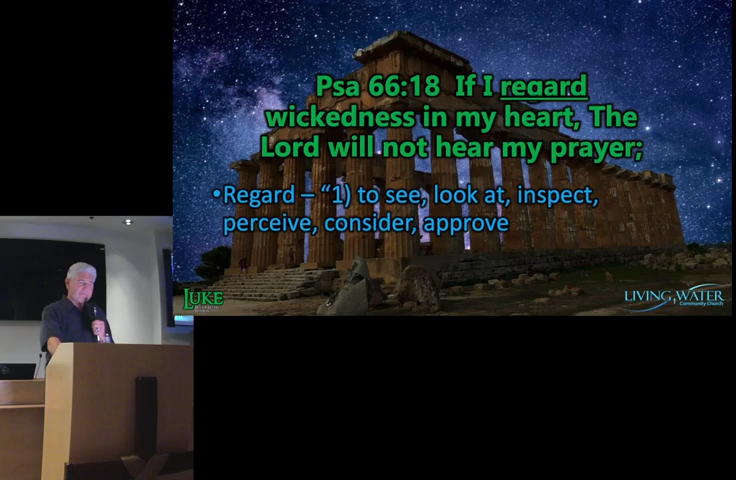 Psa 66:18 If I regard
wickedness in my heart, The
Lord will not hear my prayer;
•Regard – “1) to see, look at, inspect,
perceive, consider, approve
LUKE
LIVING WATER
Community Church